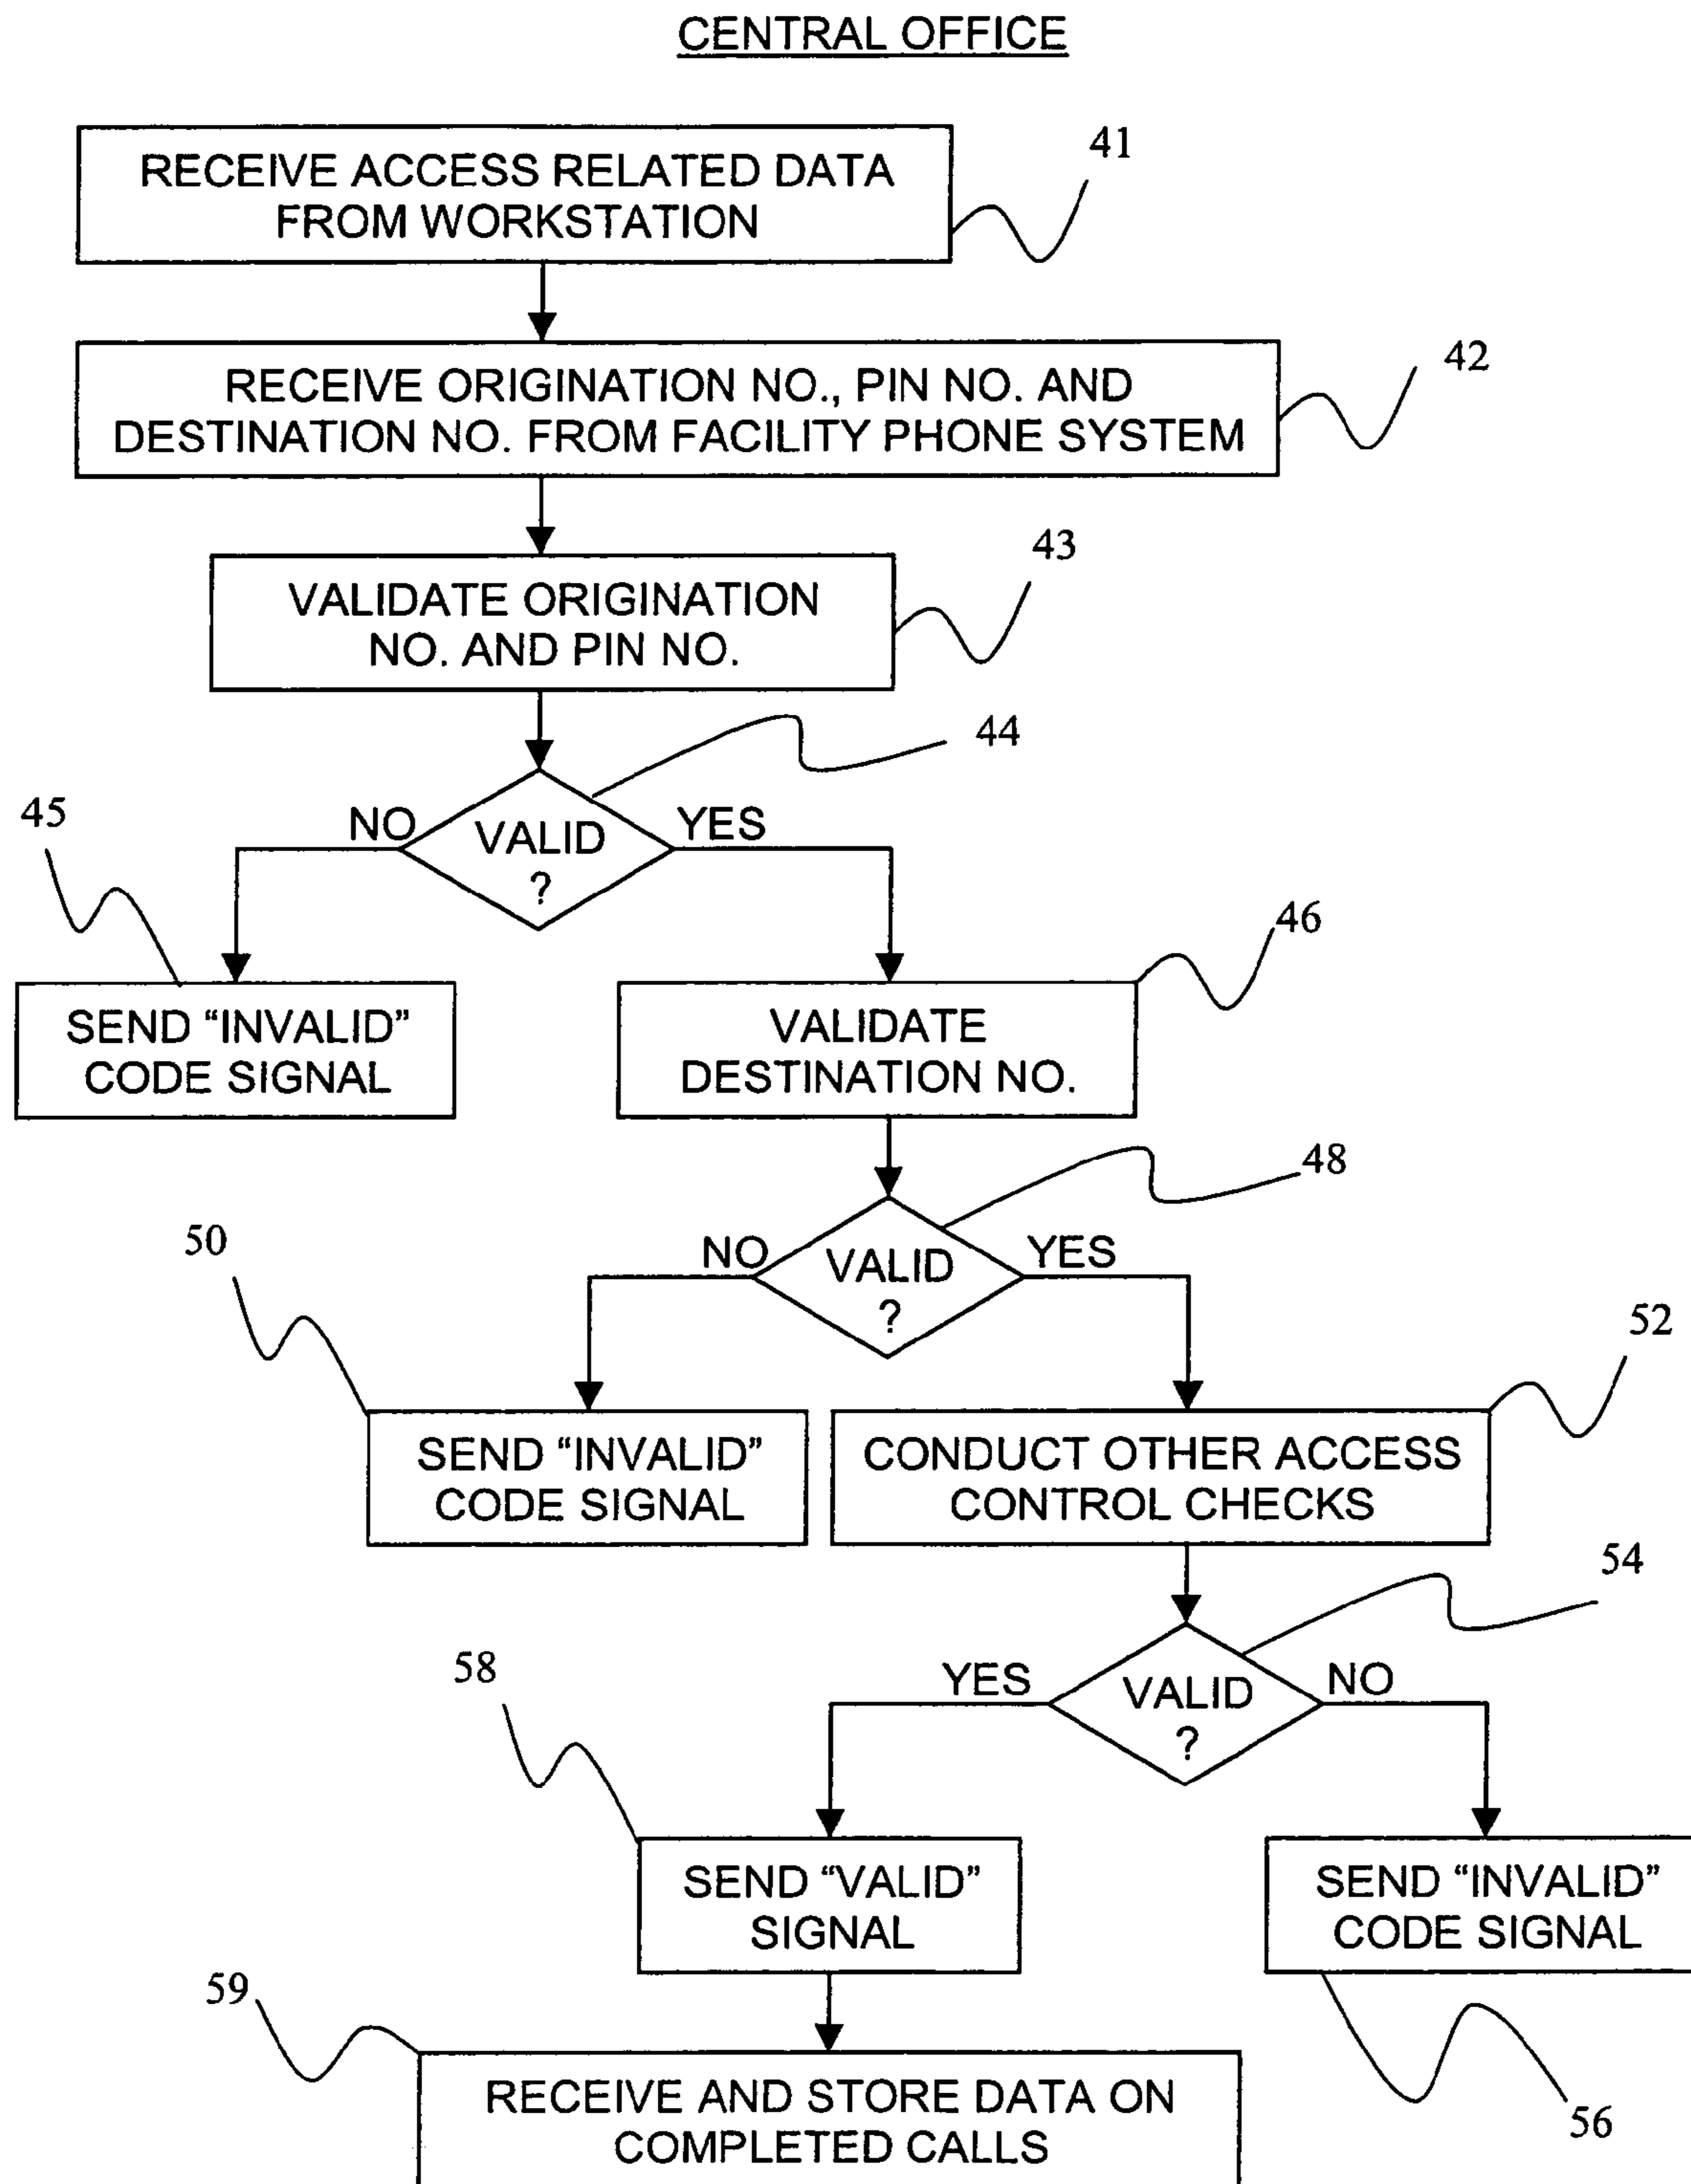 CENTRAL OFFICE
RECEIVE ACCESS RELATED DATA
FROM WORKSTATION
41
RECEIVE ORIGINATION NO., PIN NO. AND
DESTINATION NO. FROM FACILITY PHONE SYSTEM
42
VALIDATE ORIGINATION
NO. AND PIN NO.
43
44
45
NO
VALID
?
YES
46
SEND “INVALID”
CODE SIGNAL
VALIDATE
DESTINATION NO.
48
50
NO
VALID
?
YES
52
SEND “INVALID”
CODE SIGNAL
CONDUCT OTHER ACCESS
CONTROL CHECKS
54
58
YES
VALID
?
NO
SEND “VALID”
SIGNAL
SEND “INVALID”
CODE SIGNAL
59
56
RECEIVE AND STORE DATA ON
COMPLETED CALLS